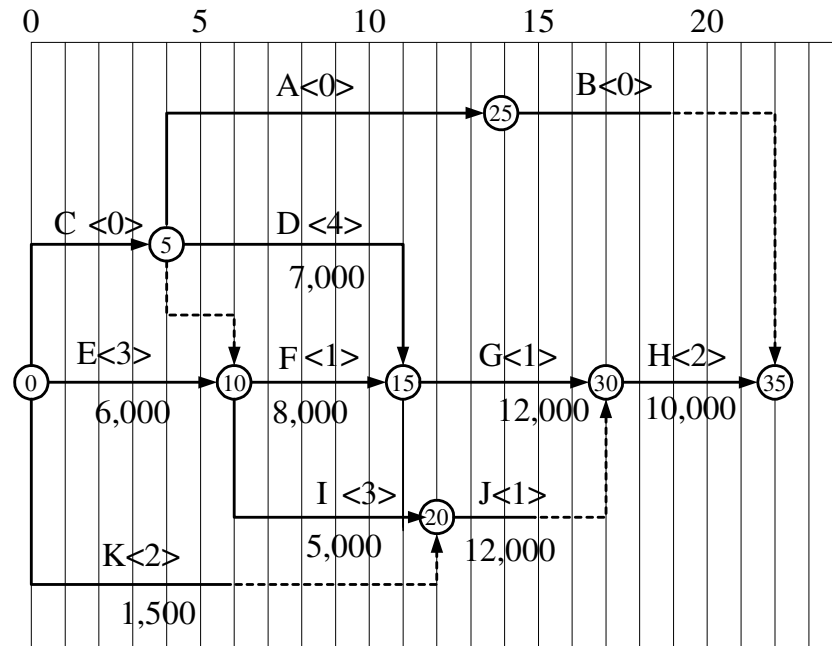 0 5 10 15 20
A<0> B<0>
25
C <0> D <4>
5
7,000
E<3> F <1> G<1> H<2>
0 10 15 30 35
6,000 8,000 12,000 10,000
I <3> J<1>
20
5,000 12,000
K<2>
1,500